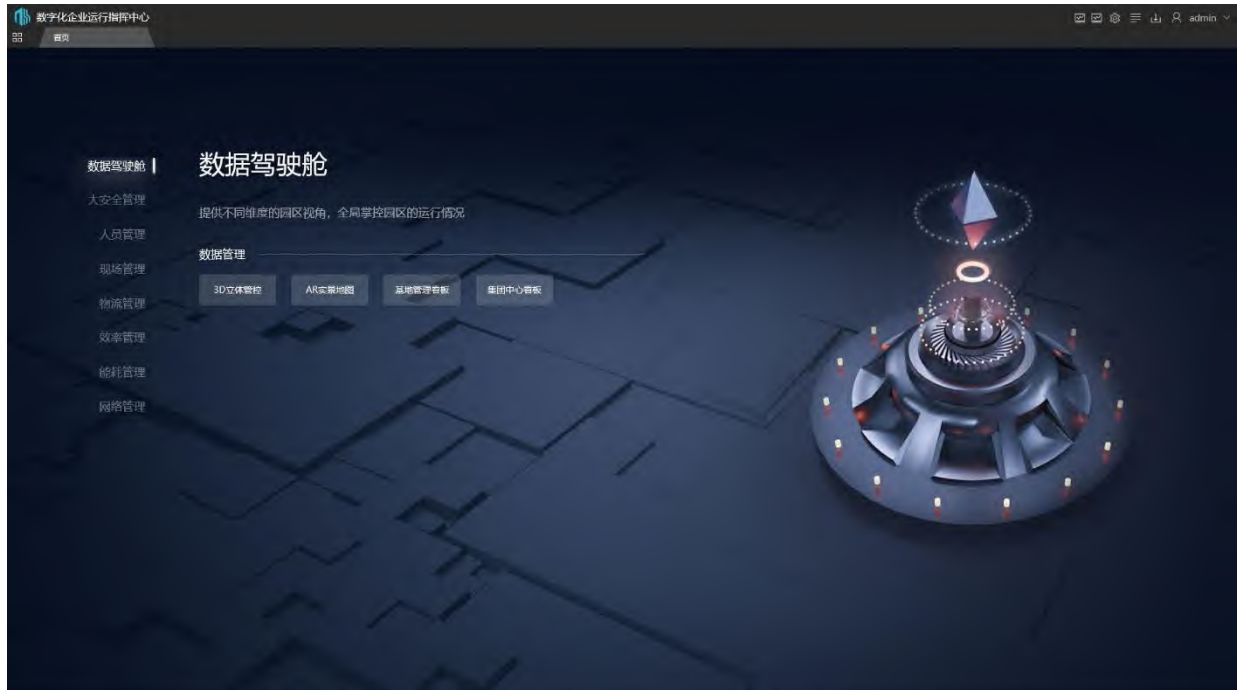 数字化企业运行指挥中心
admin
首页
数据驾驶舱
大安全管理
人员管理
现场管理
物流管理
效率管理
能耗管理
网络管理
数据驾驶舱
提供不同维度的园区视角，全局掌控园区的运行情况
数据管理
3D立体管控
AR实景地图
基地管理看板
集团中心看板